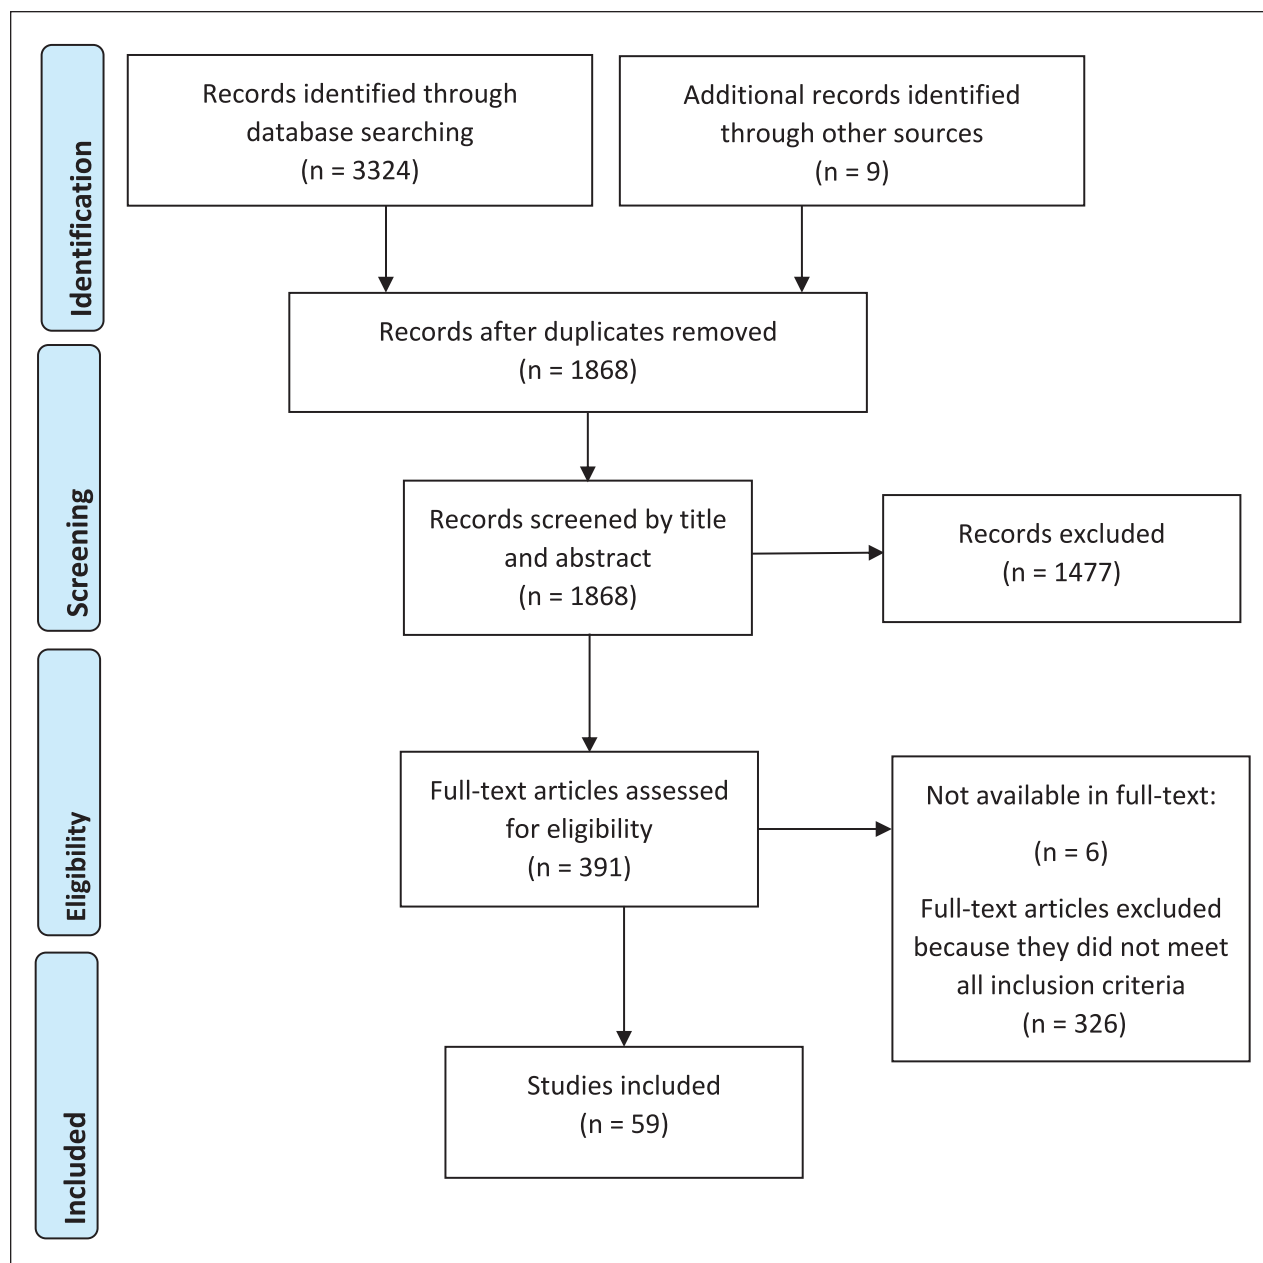 Identification
Records identified through
database searching
(n = 3324)
Additional records identified
through other sources
(n = 9)
Records after duplicates removed
(n = 1868)
Screening
Records screened by title
and abstract
(n = 1868)
Records excluded
(n = 1477)
Eligibility
Full-text articles assessed
for eligibility
(n = 391)
Not available in full-text:
(n = 6)
Full-text articles excluded
because they did not meet
all inclusion criteria
(n = 326)
Included
Studies included
(n = 59)